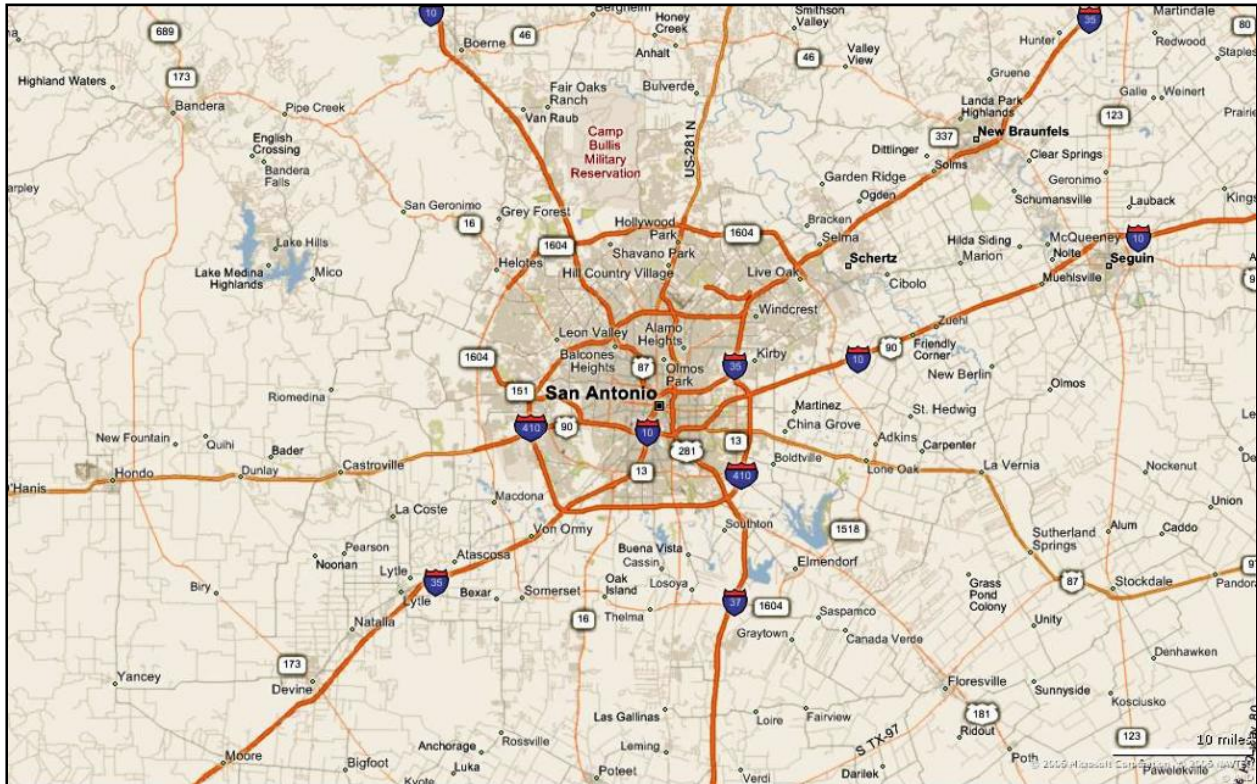 10
35
Bergheim
Honey
Creek
Smithson
Valley
Martindale
689
46
Boerne
Anhalt
Hunter
Redwood
80
Staples
173
Highland Waters
Valley
View
46
Gruene
Fair Oaks
Ranch
Bulverde
Galle
Weinert
Bandera
Pipe Creek
Van Raub
Landa Park
Highlands
123
Prairie
Camp
Bullis
Military
Reservation
US-281 N
337
New Braunfels
English
Crossing
Dittlinger
Clear Springs
Bandera
Falls
Solms
Geronimo
Garden Ridge
Ogden
Schumansville
Lauback
Kings
San Geronimo
16
Grey Forest
Hollywood
Park
Bracken
1604
1604
Selma
Lake Hills
Shavano Park
Hilda Siding
Marion
McQueeney
10
Nolte
Lake Medina
Highlands
Mico
Helotes
Hill Country Village
Live Oak
Schertz
Seguin
Cibolo
Muehlsville
Windcrest
Leon Valley
Alamo
Heights
Zuehl
1604
Balcones
Heights
87
Olmos
Park
35
Kirby
10
90
Friendly
Corner
New Berlin
Riomedina
151
San Antonio
Olmos
Martinez
St. Hedwig
New Fountain
Quihi
Bader
410
90
10
281
13
China Grove
Adkins
Carpenter
Hondo
Dunlay
Castroville
13
410
Boldtville
Lone Oak
La Vernia
Nockenut
D'Hanis
Macdona
Union
La Coste
Von Ormy
Southton
1518
Sutherland
Springs
Alum
Caddo
Pearson
Noonan
Atascosa
Buena Vista
Cassin
Elmendorf
Biry
Lytle
35
Lytle
Bexar
Somerset
Oak
Island
Losoya
Grass
Pond
Colony
87
Stockdale
Pandora
37
1604
Natalia
16
Thelma
Saspamco
Unity
Graytown
Canada Verde
173
Yancey
Devine
Denhawken
Floresville
Sunnyside
Kosciusko
Las Gallinas
Loire
Fairview
181
Ridout
123
10 miles
Moore
Anchorage
Rossville
Leming
S TX-97
Poth
Bigfoot
Luka
Poteet
Verdi
Darilek
Pawelekville
Kyote